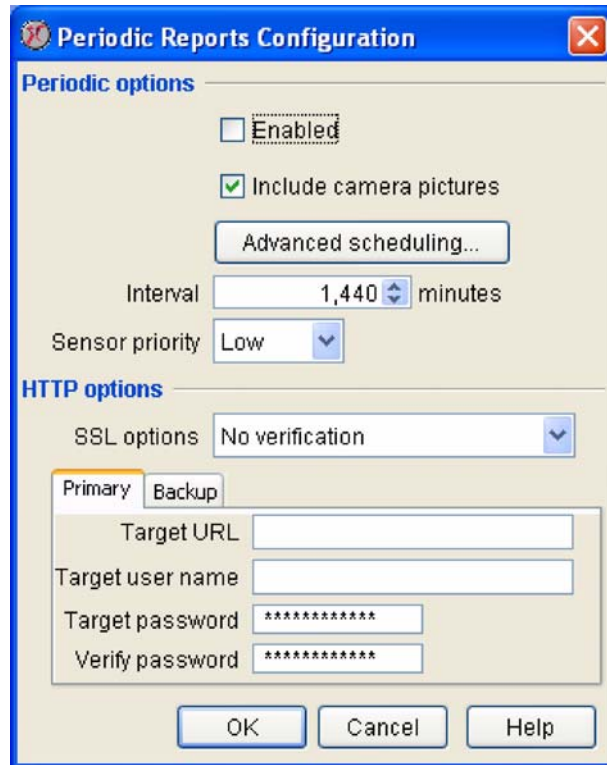 Periodic Reports Configuration
Periodic options
Enabled
Include camera pictures
Advanced scheduling...
Interval 1,440 minutes
Sensor priority Low
HTTP options
SSL options No verification
Primary Backup
Target URL
Target user name
Target password ************
Verify password ************
OK Cancel Help